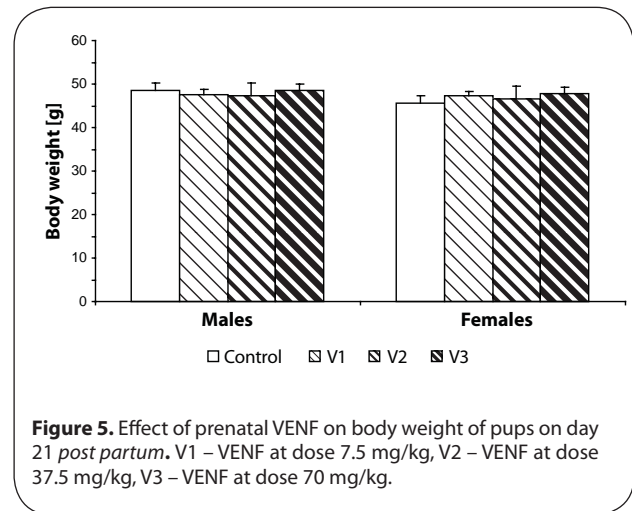 60
50
40
30
20
10
0
Body weight [g]
Males Females
Control V1 V2 V3
Figure 5. Effect of prenatal VENF on body weight of pups on day
21 post partum. V1 – VENF at dose 7.5 mg/kg, V2 – VENF at dose
37.5 mg/kg, V3 – VENF at dose 70 mg/kg.